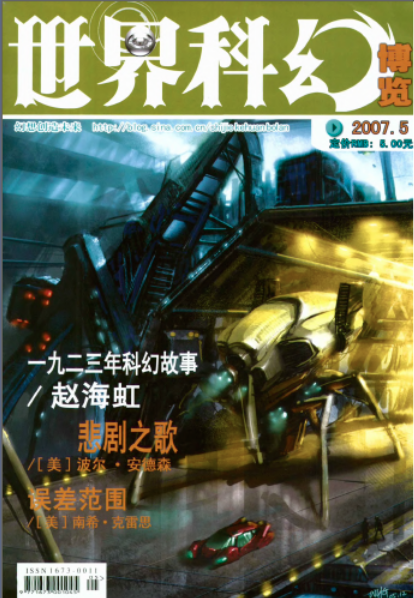 世界科幻
博览
幻想创造未来 http://blog.sina.com.cn/shijiekehuanbolan
2007.5
定价RMB: 5.00元
一九二三年科幻故事
/ 赵海虹
悲剧之歌
/[美]波尔·安德森
误差范围
/[美]南希·克雷思
ISSN1673-0011
05